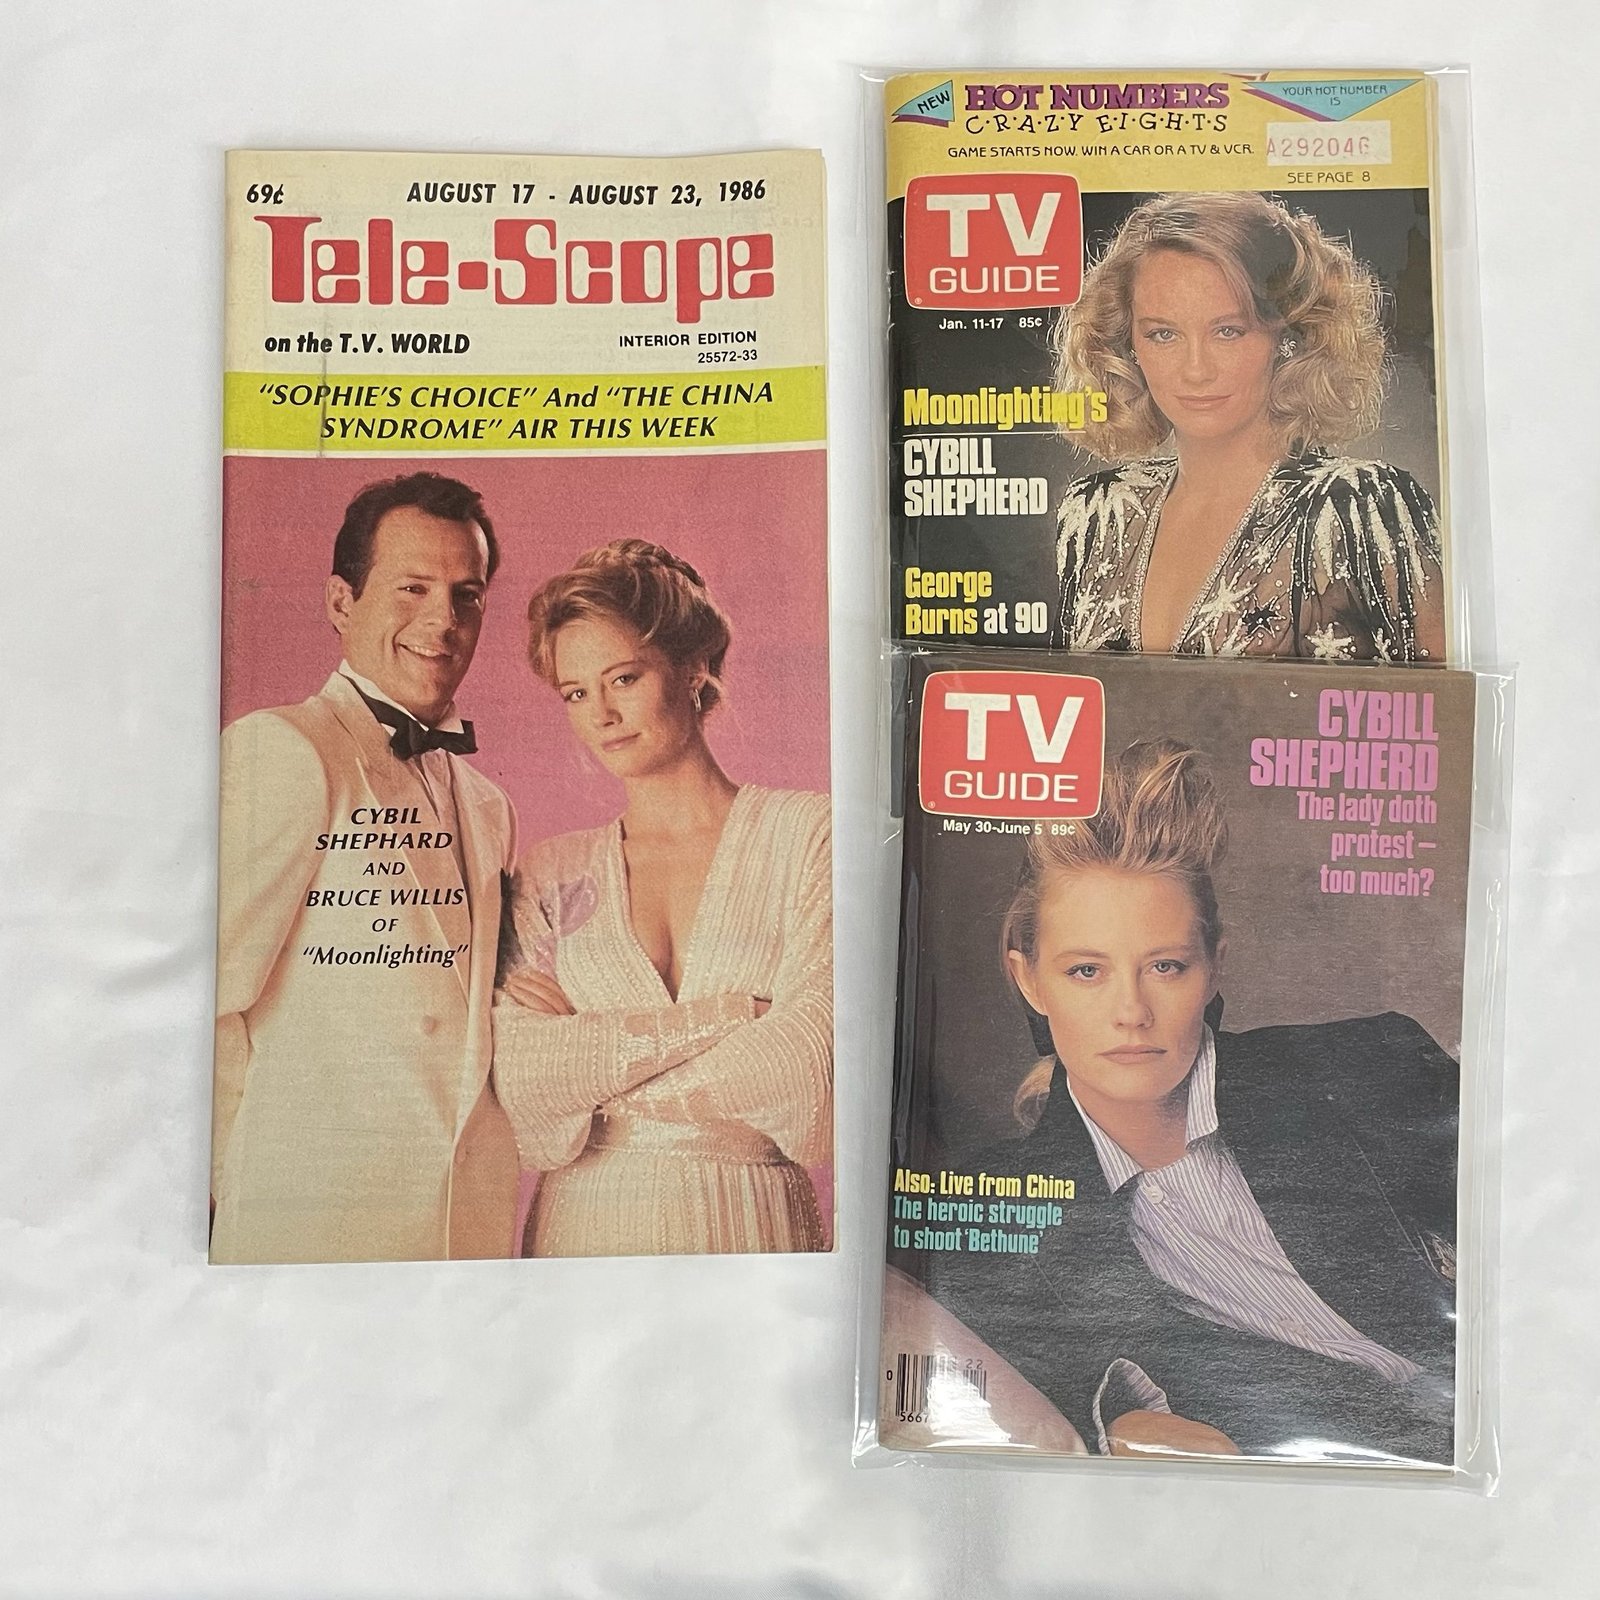 69¢ AUGUST 17 - AUGUST 23, 1986
Tele-Scope
on the T.V. WORLD
INTERIOR EDITION
25572-33
"SOPHIE'S CHOICE" And "THE CHINA
SYNDROME" AIR THIS WEEK
CYBIL
SHEPHARD
AND
BRUCE WILLIS
OF
"Moonlighting"
NEW
HOT NUMBERS
C·R·A·Z·Y E·I·G·H·T·S
GAME STARTS NOW. WIN A CAR OR A TV & VCR.
YOUR HOT NUMBER
IS
A292046
SEE PAGE 8
TV
GUIDE
®
Jan. 11-17 85¢
Moonlighting's
CYBILL
SHEPHERD
George
Burns at 90
TV
GUIDE
®
May 30-June 5 89¢
CYBILL
SHEPHERD
The lady doth
protest—
too much?
Also: Live from China
The heroic struggle
to shoot 'Bethune'
22
0
5667